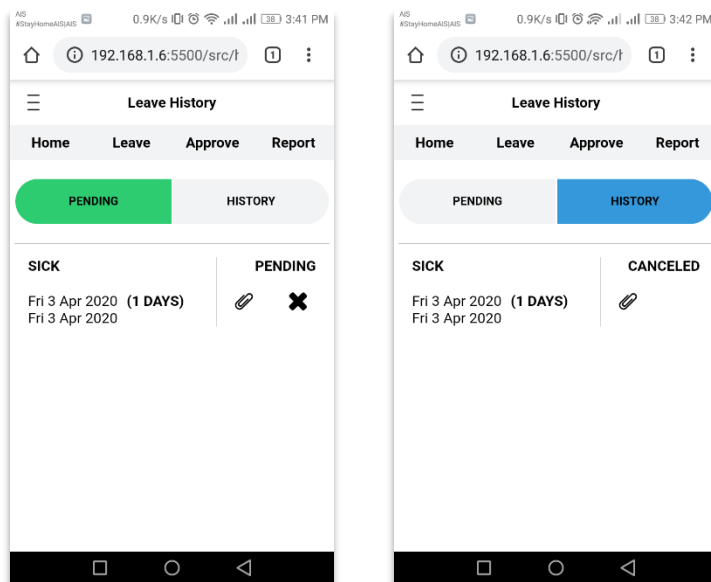 AIS
#StayHomeAIS|AIS 0.9K/s 38 3:41 PM
192.168.1.6:5500/src/h 1
Leave History
Home Leave Approve Report
PENDING HISTORY
SICK PENDING
Fri 3 Apr 2020 (1 DAYS)
Fri 3 Apr 2020
AIS
#StayHomeAIS|AIS 0.9K/s 38 3:42 PM
192.168.1.6:5500/src/h 1
Leave History
Home Leave Approve Report
PENDING HISTORY
SICK CANCELED
Fri 3 Apr 2020 (1 DAYS)
Fri 3 Apr 2020